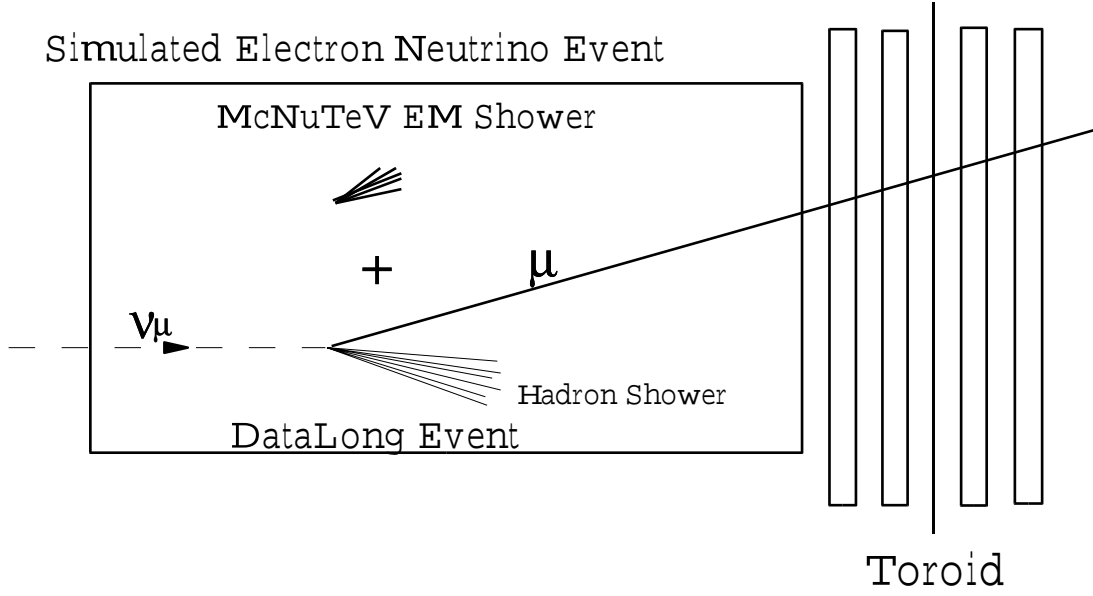 Simulated Electron Neutrino Event
McNuTeV EM Shower
+
μ
νμ
Hadron Shower
DataLong Event
Toroid